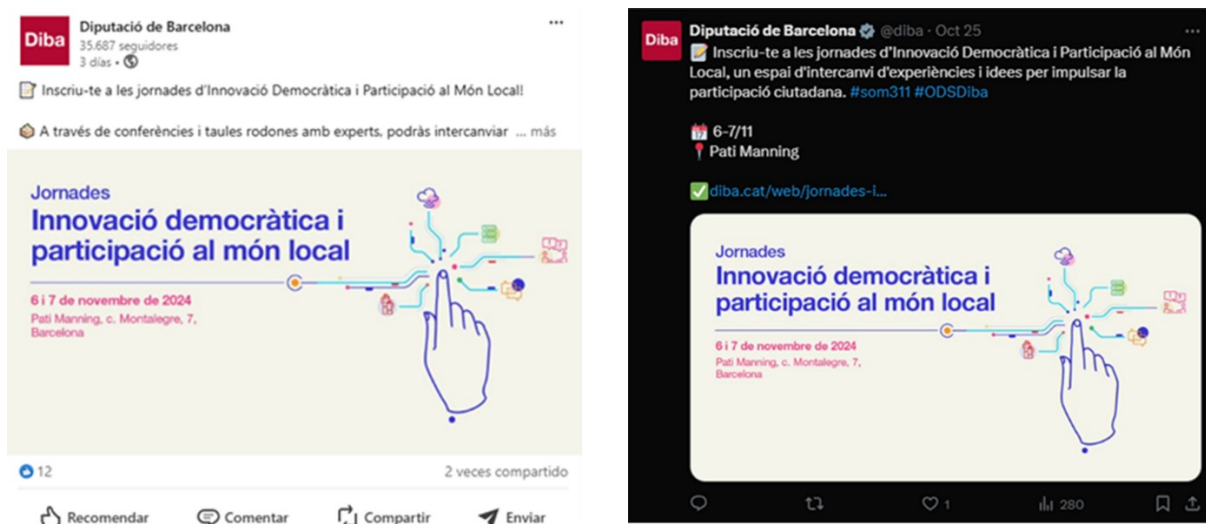 Diba
Diputació de Barcelona
35.687 seguidores
3 días •
Inscriu-te a les jornades d'Innovació Democràtica i Participació al Món Local!
A través de conferències i taules rodones amb experts, podràs intercanviar ... más
Jornades
Innovació democràtica i
participació al món local
6 i 7 de novembre de 2024
Pati Manning, c. Montalegre, 7,
Barcelona
12
2 veces compartido
Recomendar
Comentar
Compartir
Enviar
Diba
Diputació de Barcelona @diba · Oct 25
Inscriu-te a les jornades d'Innovació Democràtica i Participació al Món
Local, un espai d'intercanvi d'experiències i idees per impulsar la
participació ciutadana. #som311 #ODSDiba
6-7/11
Pati Manning
diba.cat/web/jornades-i...
Jornades
Innovació democràtica i
participació al món local
6 i 7 de novembre de 2024
Pati Manning, c. Montalegre, 7,
Barcelona
1
280